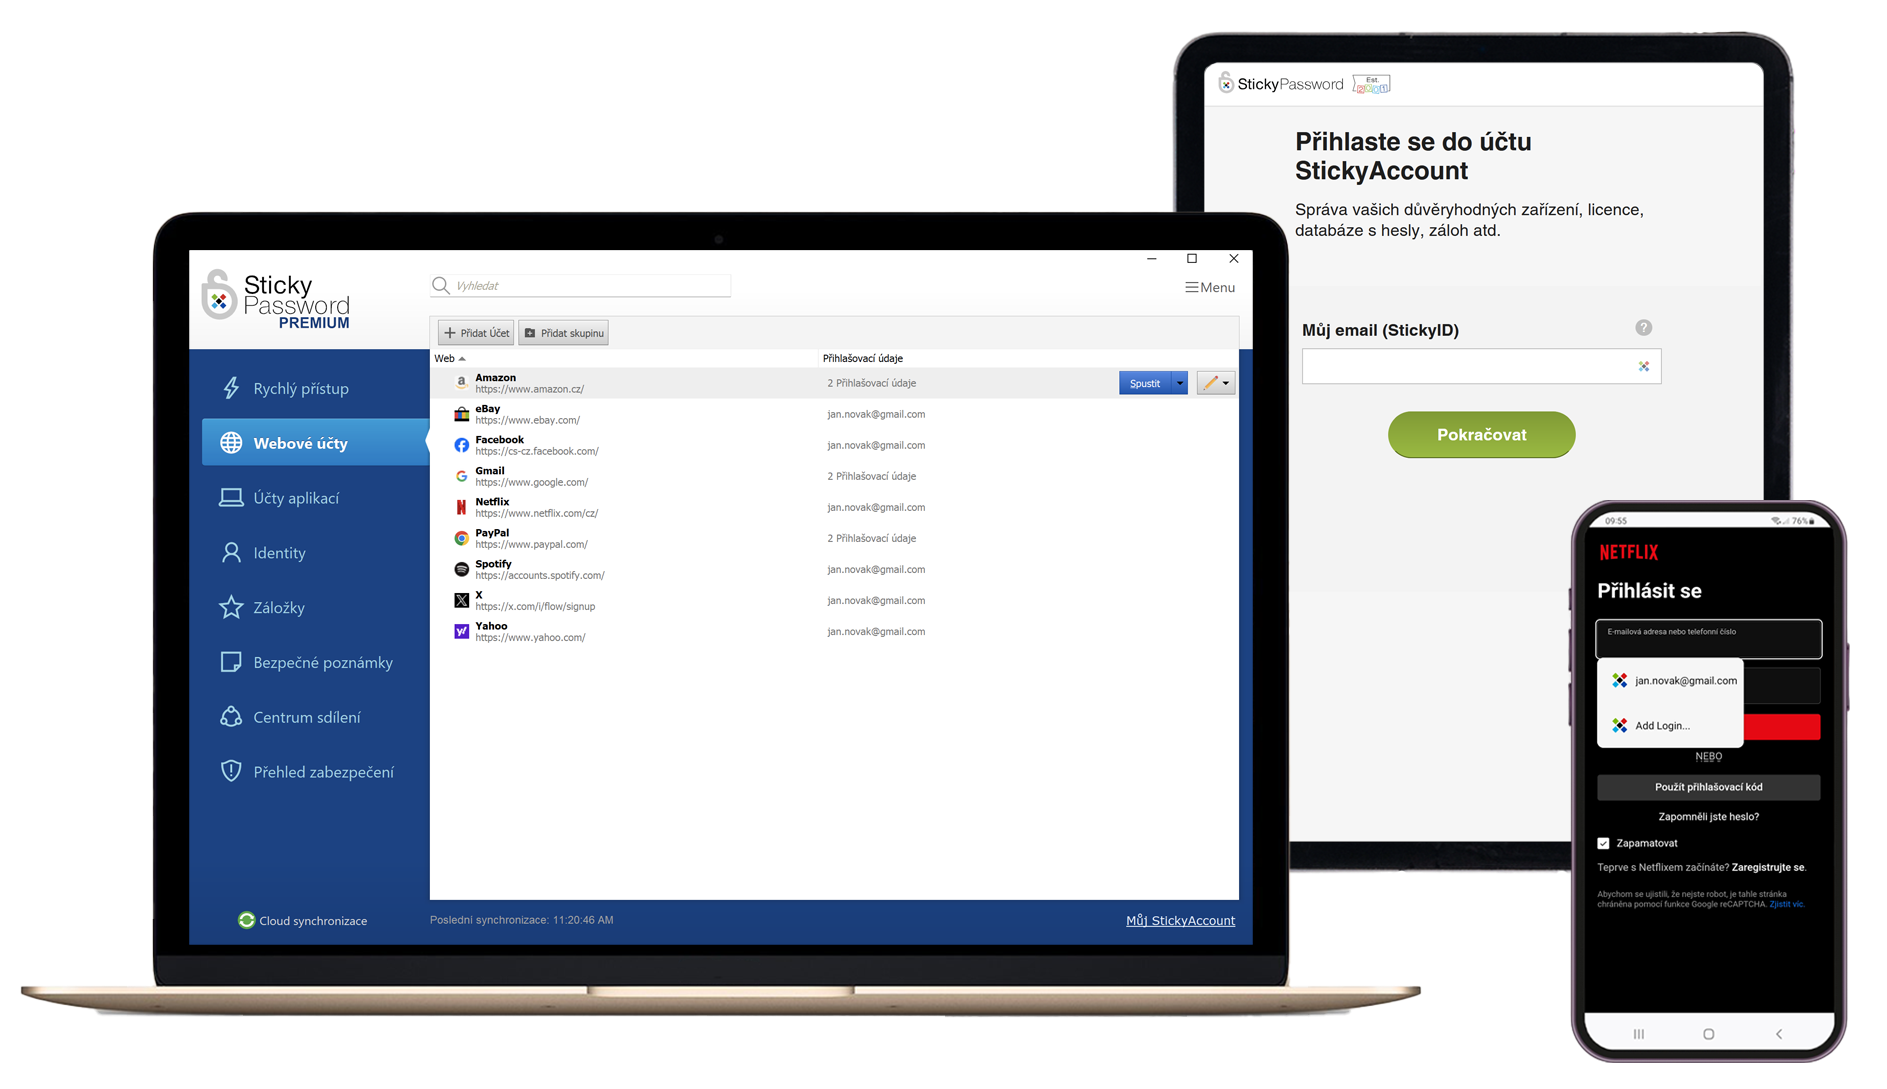 Sticky
Password
PREMIUM
Vyhledat
Menu
Přidat Účet
Přidat skupinu
Web
Přihlašovací údaje
Rychlý přístup
Webové účty
Účty aplikací
Identity
Záložky
Bezpečné poznámky
Centrum sdílení
Přehled zabezpečení
Amazon
https://www.amazon.cz/
2 Přihlašovací údaje
Spustit
eBay
https://www.ebay.com/
jan.novak@gmail.com
Facebook
https://cs-cz.facebook.com/
jan.novak@gmail.com
Gmail
https://www.google.com/
2 Přihlašovací údaje
Netflix
https://www.netflix.com/cz/
jan.novak@gmail.com
PayPal
https://www.paypal.com/
2 Přihlašovací údaje
Spotify
https://accounts.spotify.com/
jan.novak@gmail.com
X
https://x.com/i/flow/signup
jan.novak@gmail.com
Yahoo
https://www.yahoo.com/
jan.novak@gmail.com
Cloud synchronizace
Poslední synchronizace: 11:20:46 AM
Můj StickyAccount
StickyPassword
Est.
2001
Přihlaste se do účtu
StickyAccount
Správa vašich důvěryhodných zařízení, licence,
databáze s hesly, záloh atd.
Můj email (StickyID)
?
Pokračovat
09:55
76%
NETFLIX
Přihlásit se
E-mailová adresa nebo telefonní číslo
jan.novak@gmail.com
Add Login...
NEBO
Použít přihlašovací kód
Zapomněli jste heslo?
Zapamatovat
Teprve s Netflixem začínáte? Zaregistrujte se.
Abychom se ujistili, že nejste robot, je tahle stránka
chráněna pomocí funkce Google reCAPTCHA. Zjistit víc.